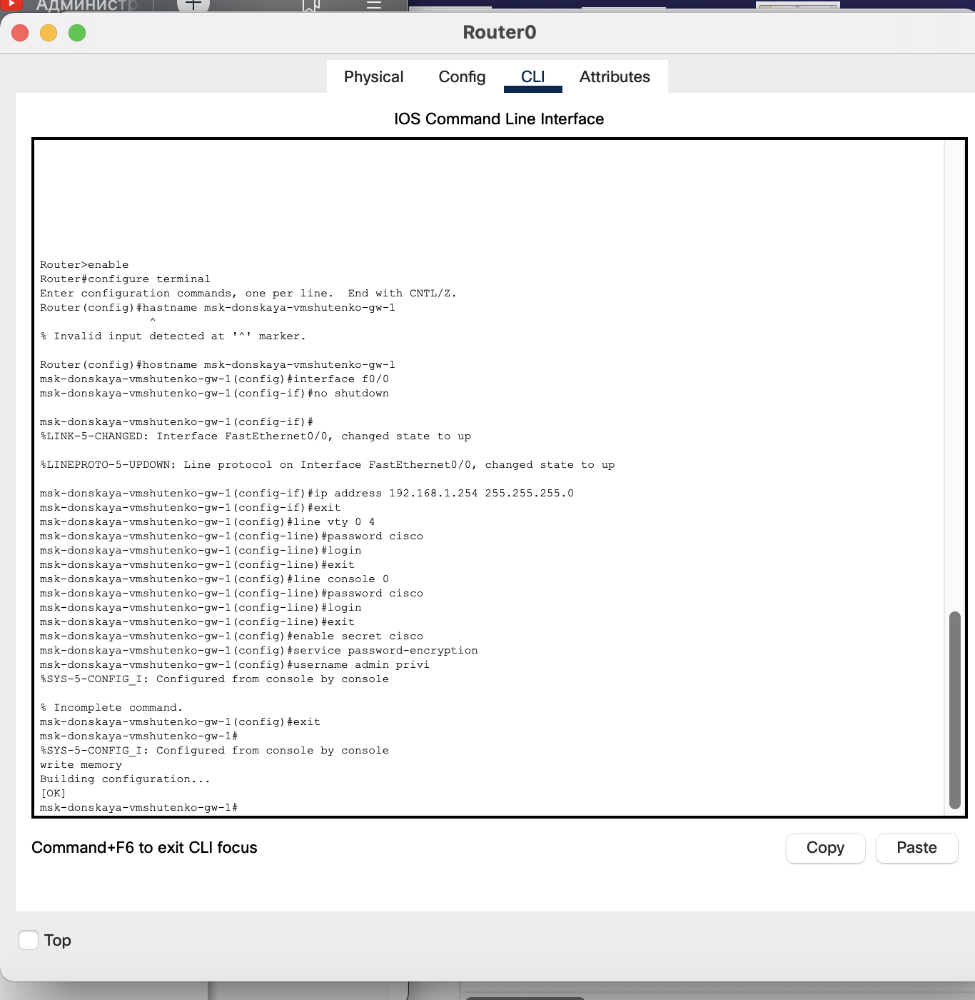 Администр
Router0
Physical Config CLI Attributes
IOS Command Line Interface
Router>enable
Router#configure terminal
Enter configuration commands, one per line.  End with CNTL/Z.
Router(config)#hastname msk-donskaya-vmshutenko-gw-1
^
% Invalid input detected at '^' marker.
Router(config)#hostname msk-donskaya-vmshutenko-gw-1
msk-donskaya-vmshutenko-gw-1(config)#interface f0/0
msk-donskaya-vmshutenko-gw-1(config-if)#no shutdown
msk-donskaya-vmshutenko-gw-1(config-if)#
%LINK-5-CHANGED: Interface FastEthernet0/0, changed state to up
%LINEPROTO-5-UPDOWN: Line protocol on Interface FastEthernet0/0, changed state to up
msk-donskaya-vmshutenko-gw-1(config-if)#ip address 192.168.1.254 255.255.255.0
msk-donskaya-vmshutenko-gw-1(config-if)#exit
msk-donskaya-vmshutenko-gw-1(config)#line vty 0 4
msk-donskaya-vmshutenko-gw-1(config-line)#password cisco
msk-donskaya-vmshutenko-gw-1(config-line)#login
msk-donskaya-vmshutenko-gw-1(config-line)#exit
msk-donskaya-vmshutenko-gw-1(config)#line console 0
msk-donskaya-vmshutenko-gw-1(config-line)#password cisco
msk-donskaya-vmshutenko-gw-1(config-line)#login
msk-donskaya-vmshutenko-gw-1(config-line)#exit
msk-donskaya-vmshutenko-gw-1(config)#enable secret cisco
msk-donskaya-vmshutenko-gw-1(config)#service password-encryption
msk-donskaya-vmshutenko-gw-1(config)#username admin privi
%SYS-5-CONFIG_I: Configured from console by console
% Incomplete command.
msk-donskaya-vmshutenko-gw-1(config)#exit
msk-donskaya-vmshutenko-gw-1#
%SYS-5-CONFIG_I: Configured from console by console
write memory
Building configuration...
[OK]
msk-donskaya-vmshutenko-gw-1#
Command+F6 to exit CLI focus
Copy Paste
Top